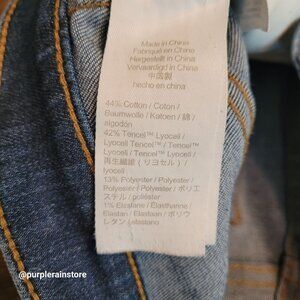 Made in China
Fabriqué en China
Hergestellt in China
Vervaardigd in China
中国製
hecho en china
44% Cotton / Coton /
Baumwolle / Katoen / 綿 /
algodón
42% Tencel™ Lyocell /
Lyocell Tencel™ / Tencel™
Lyocell / Tencel™ Lyocell /
再生繊維 (リヨセル) /
lyocell
13% Polyester / Polyester /
Polyester / Polyester / ポリエ
ステル / poliéster
1% Elastane / Élasthanne /
Elastan / Elastaan / ポリウ
レタン / elastano
@purplerainstore